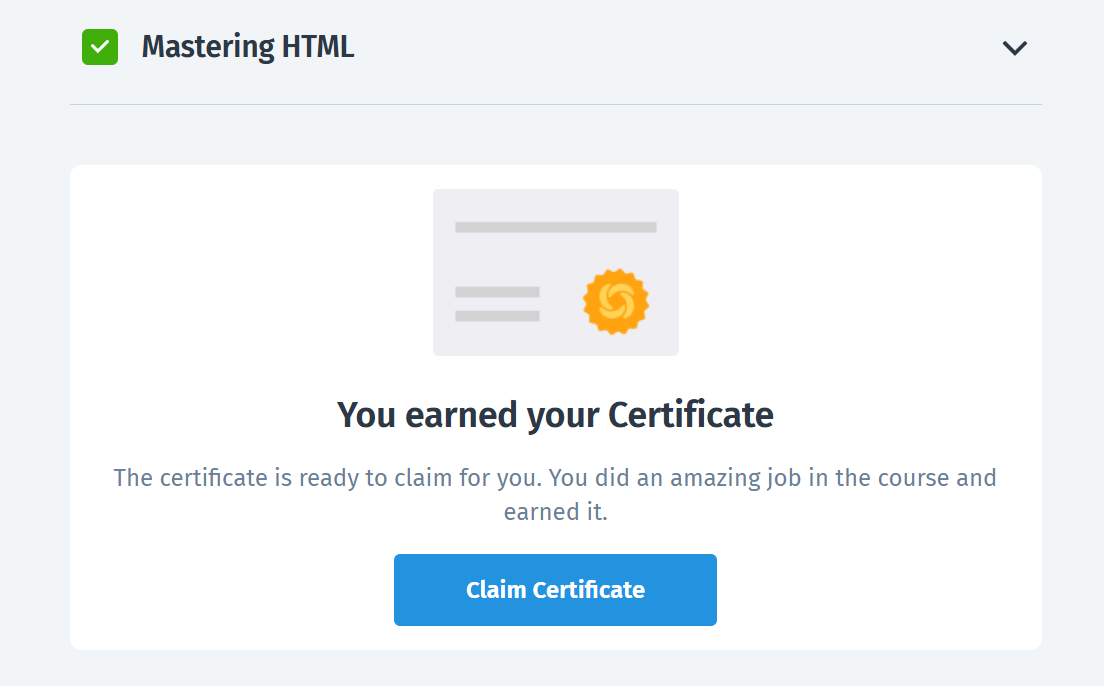 Mastering HTML
You earned your Certificate
The certificate is ready to claim for you. You did an amazing job in the course and
earned it.
Claim Certificate